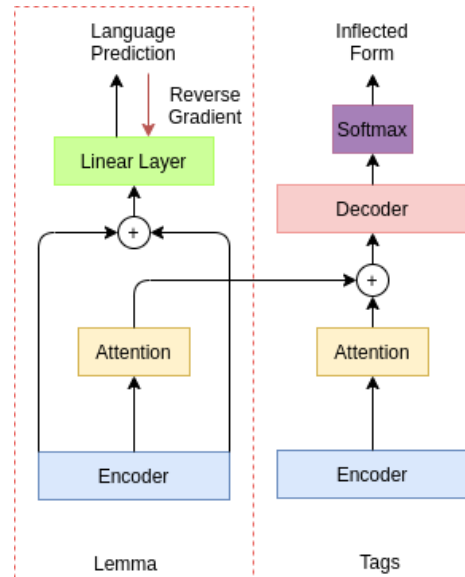 Language
Prediction
Reverse
Gradient
Linear Layer
+
Attention
Encoder
Lemma
Inflected
Form
Softmax
Decoder
+
Attention
Encoder
Tags